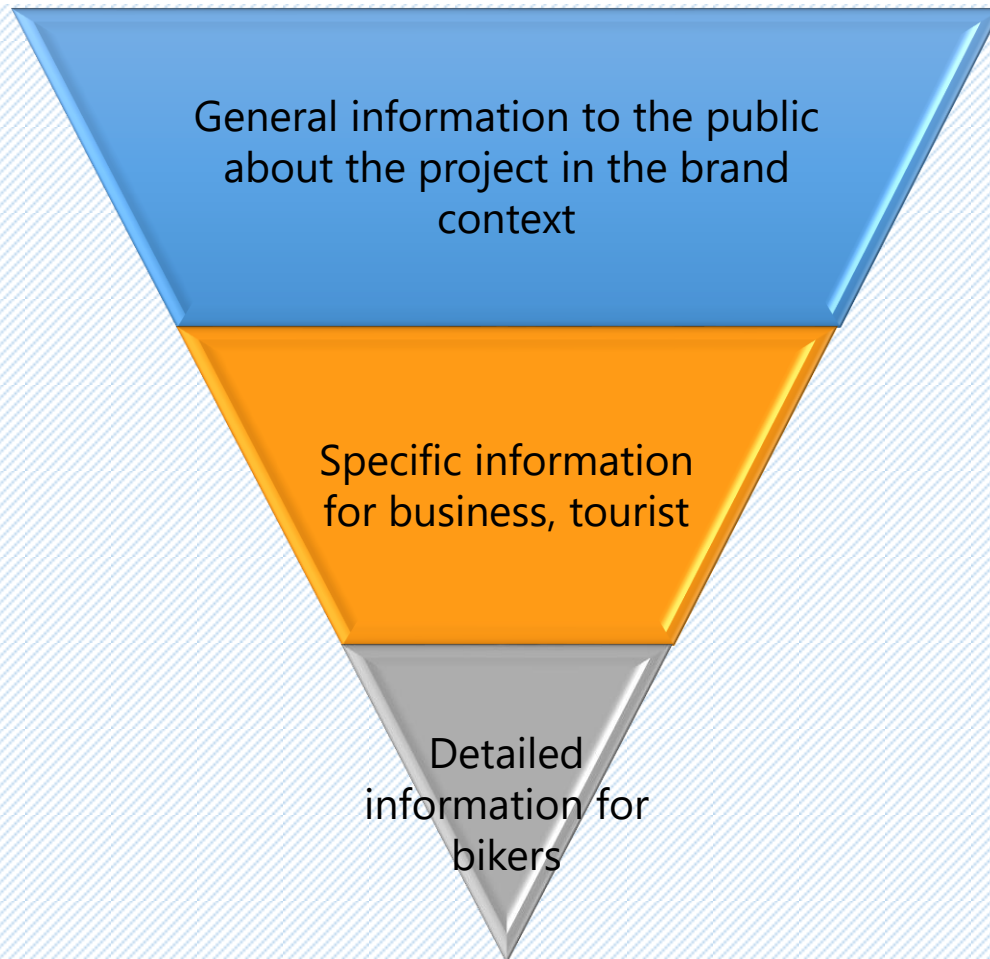 General information to the public
about the project in the brand
context
Specific information
for business, tourist
Detailed
information for
bikers